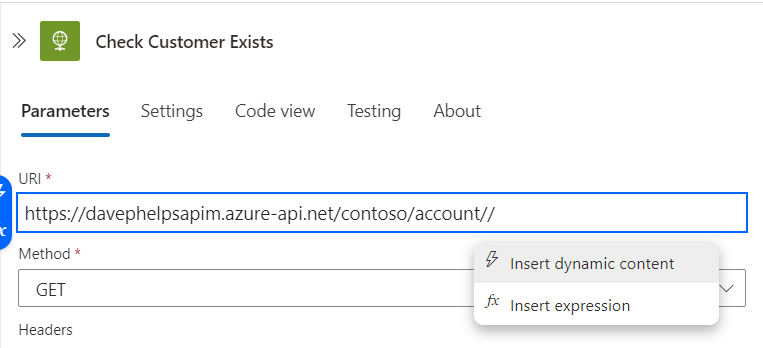 Check Customer Exists
Parameters Settings Code view Testing About
URI *
https://davephelpsapim.azure-api.net/contoso/account//
Method *
Insert dynamic content
GET
fx Insert expression
Headers